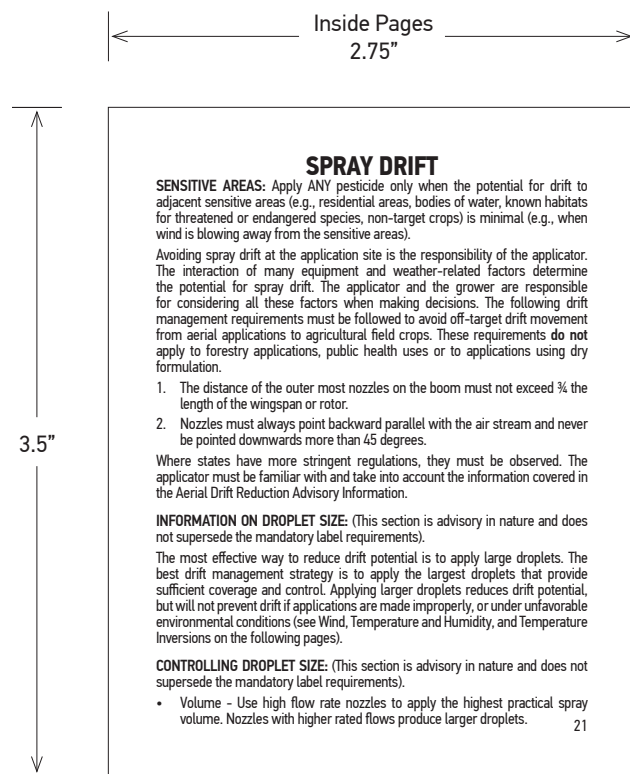 Inside Pages
2.75”
3.5”
SPRAY DRIFT
SENSITIVE AREAS: Apply ANY pesticide only when the potential for drift to
adjacent sensitive areas (e.g., residential areas, bodies of water, known habitats
for threatened or endangered species, non-target crops) is minimal (e.g., when
wind is blowing away from the sensitive areas).
Avoiding spray drift at the application site is the responsibility of the applicator.
The interaction of many equipment and weather-related factors determine
the potential for spray drift. The applicator and the grower are responsible
for considering all these factors when making decisions. The following drift
management requirements must be followed to avoid off-target drift movement
from aerial applications to agricultural field crops. These requirements do not
apply to forestry applications, public health uses or to applications using dry
formulation.
1. The distance of the outer most nozzles on the boom must not exceed ¾ the
length of the wingspan or rotor.
2. Nozzles must always point backward parallel with the air stream and never
be pointed downwards more than 45 degrees.
Where states have more stringent regulations, they must be observed. The
applicator must be familiar with and take into account the information covered in
the Aerial Drift Reduction Advisory Information.
INFORMATION ON DROPLET SIZE: (This section is advisory in nature and does
not supersede the mandatory label requirements).
The most effective way to reduce drift potential is to apply large droplets. The
best drift management strategy is to apply the largest droplets that provide
sufficient coverage and control. Applying larger droplets reduces drift potential,
but will not prevent drift if applications are made improperly, or under unfavorable
environmental conditions (see Wind, Temperature and Humidity, and Temperature
Inversions on the following pages).
CONTROLLING DROPLET SIZE: (This section is advisory in nature and does not
supersede the mandatory label requirements).
• Volume - Use high flow rate nozzles to apply the highest practical spray
volume. Nozzles with higher rated flows produce larger droplets.
21